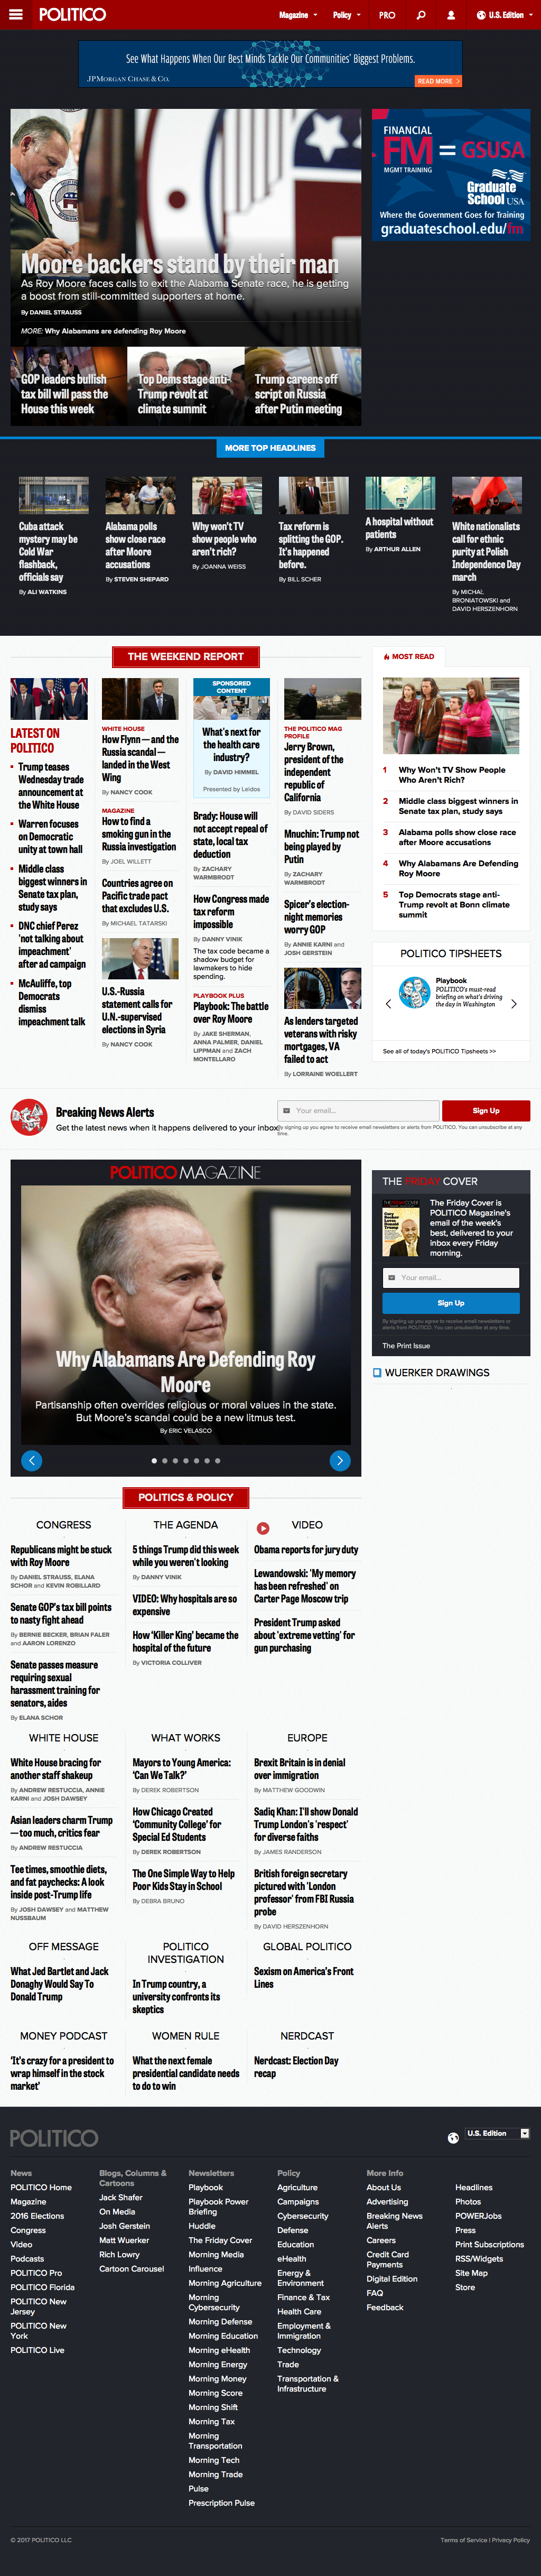 POLITICO
Magazine
Policy
PRO
U.S. Edition
See What Happens When Our Best Minds Tackle Our Communities' Biggest Problems.
JPMORGAN CHASE & CO.
READ MORE
Moore backers stand by their man
As Roy Moore faces calls to exit the Alabama Senate race, he is getting
a boost from still-committed supporters at home.
By DANIEL STRAUSS
MORE: Why Alabamans are defending Roy Moore
GOP leaders bullish
tax bill will pass the
House this week
Top Dems stage anti-
Trump revolt at
climate summit
Trump careens off
script on Russia
after Putin meeting
FINANCIAL
FM = GSUSA
MGMT TRAINING
Graduate
School USA
Where the Government Goes for Training
graduateschool.edu/fm
MORE TOP HEADLINES
Cuba attack
mystery may be
Cold War
flashback,
officials say
By ALI WATKINS
Alabama polls
show close race
after Moore
accusations
By STEVEN SHEPARD
Why won't TV
show people who
aren't rich?
By JOANNA WEISS
Tax reform is
splitting the GOP.
It's happened
before.
By BILL SCHER
A hospital without
patients
By ARTHUR ALLEN
White nationalists
call for ethnic
purity at Polish
Independence Day
march
By MICHAŁ
BRONIATOWSKI and
DAVID HERSZENHORN
THE WEEKEND REPORT
LATEST ON
POLITICO
Trump teases
Wednesday trade
announcement at
the White House
Warren focuses
on Democratic
unity at town hall
Middle class
biggest winners in
Senate tax plan,
study says
DNC chief Perez
'not talking about
impeachment'
after ad campaign
McAuliffe, top
Democrats
dismiss
impeachment talk
WHITE HOUSE
How Flynn — and the
Russia scandal —
landed in the West
Wing
By NANCY COOK
MAGAZINE
How to find a
smoking gun in the
Russia investigation
By JOEL WILLETT
Countries agree on
Pacific trade pact
that excludes U.S.
By MICHAEL TATARSKI
U.S.-Russia
statement calls for
U.N.-supervised
elections in Syria
By NANCY COOK
SPONSORED
CONTENT
What's next for
the health care
industry?
By DAVID HIMMEL
Presented by Leidos
Brady: House will
not accept repeal of
state, local tax
deduction
By ZACHARY
WARMBRODT
How Congress made
tax reform
impossible
By DANNY VINIK
The tax code became a
shadow budget for
lawmakers to hide
spending.
PLAYBOOK PLUS
Playbook: The battle
over Roy Moore
By JAKE SHERMAN,
ANNA PALMER, DANIEL
LIPPMAN and ZACH
MONTELLARO
THE POLITICO MAG
PROFILE
Jerry Brown,
president of the
independent
republic of
California
By DAVID SIDERS
Mnuchin: Trump not
being played by
Putin
By ZACHARY
WARMBRODT
Spicer's election-
night memories
worry GOP
By ANNIE KARNI and
JOSH GERSTEIN
As lenders targeted
veterans with risky
mortgages, VA
failed to act
By LORRAINE WOELLERT
MOST READ
1 Why Won't TV Show People
Who Aren't Rich?
2 Middle class biggest winners in
Senate tax plan, study says
3 Alabama polls show close race
after Moore accusations
4 Why Alabamans Are Defending
Roy Moore
5 Top Democrats stage anti-
Trump revolt at Bonn climate
summit
POLITICO TIPSHEETS
Playbook
POLITICO's must-read
briefing on what's driving
the day in Washington
See all of today's POLITICO Tipsheets >>
Breaking News Alerts
Get the latest news when it happens delivered to your inbox.
Your email...
Sign Up
By signing up you agree to receive email newsletters or alerts from POLITICO. You can unsubscribe at any
time.
POLITICO MAGAZINE
Why Alabamans Are Defending Roy
Moore
Partisanship often overrides religious or moral values in the state.
But Moore's scandal could be a new litmus test.
By ERIC VELASCO
THE FRIDAY COVER
The Friday Cover is
POLITICO Magazine's
email of the week's
best, delivered to your
inbox every Friday
morning.
Your email...
Sign Up
By signing up you agree to receive email newsletters or
alerts from POLITICO. You can unsubscribe at any time.
The Print Issue
WUERKER DRAWINGS
POLITICS & POLICY
CONGRESS
Republicans might be stuck
with Roy Moore
By DANIEL STRAUSS, ELANA
SCHOR and KEVIN ROBILLARD
Senate GOP's tax bill points
to nasty fight ahead
By BERNIE BECKER, BRIAN FALER
and AARON LORENZO
Senate passes measure
requiring sexual
harassment training for
senators, aides
By ELANA SCHOR
THE AGENDA
5 things Trump did this week
while you weren't looking
By DANNY VINIK
VIDEO: Why hospitals are so
expensive
How 'Killer King' became the
hospital of the future
By VICTORIA COLLIVER
VIDEO
Obama reports for jury duty
Lewandowski: 'My memory
has been refreshed' on
Carter Page Moscow trip
President Trump asked
about 'extreme vetting' for
gun purchasing
WHITE HOUSE
White House bracing for
another staff shakeup
By ANDREW RESTUCCIA, ANNIE
KARNI and JOSH DAWSEY
Asian leaders charm Trump
— too much, critics fear
By ANDREW RESTUCCIA
Tee times, smoothie diets,
and fat paychecks: A look
inside post-Trump life
By JOSH DAWSEY and MATTHEW
NUSSBAUM
WHAT WORKS
Mayors to Young America:
'Can We Talk?'
By DEREK ROBERTSON
How Chicago Created
'Community College' for
Special Ed Students
By DEREK ROBERTSON
The One Simple Way to Help
Poor Kids Stay in School
By DEBRA BRUNO
EUROPE
Brexit Britain is in denial
over immigration
By MATTHEW GOODWIN
Sadiq Khan: I'll show Donald
Trump London's 'respect'
for diverse faiths
By JAMES RANDERSON
British foreign secretary
pictured with 'London
professor' from FBI Russia
probe
By DAVID HERSZENHORN
OFF MESSAGE
What Jed Bartlet and Jack
Donaghy Would Say To
Donald Trump
POLITICO
INVESTIGATION
In Trump country, a
university confronts its
skeptics
GLOBAL POLITICO
Sexism on America's Front
Lines
MONEY PODCAST
'It's crazy for a president to
wrap himself in the stock
market'
WOMEN RULE
What the next female
presidential candidate needs
to do to win
NERDCAST
Nerdcast: Election Day
recap
POLITICO
U.S. Edition
News
POLITICO Home
Magazine
2016 Elections
Congress
Video
Podcasts
POLITICO Pro
POLITICO Florida
POLITICO New
Jersey
POLITICO New
York
POLITICO Live
Blogs, Columns &
Cartoons
Jack Shafer
On Media
Josh Gerstein
Matt Wuerker
Rich Lowry
Cartoon Carousel
Newsletters
Playbook
Playbook Power
Briefing
Huddle
The Friday Cover
Morning Media
Influence
Morning Agriculture
Morning
Cybersecurity
Morning Defense
Morning Education
Morning eHealth
Morning Energy
Morning Money
Morning Score
Morning Shift
Morning Tax
Morning
Transportation
Morning Tech
Morning Trade
Pulse
Prescription Pulse
Policy
Agriculture
Campaigns
Cybersecurity
Defense
Education
eHealth
Energy &
Environment
Finance & Tax
Health Care
Employment &
Immigration
Technology
Trade
Transportation &
Infrastructure
More Info
About Us
Advertising
Breaking News
Alerts
Careers
Credit Card
Payments
Digital Edition
FAQ
Feedback
Headlines
Photos
POWERJobs
Press
Print Subscriptions
RSS/Widgets
Site Map
Store
© 2017 POLITICO LLC
Terms of Service | Privacy Policy